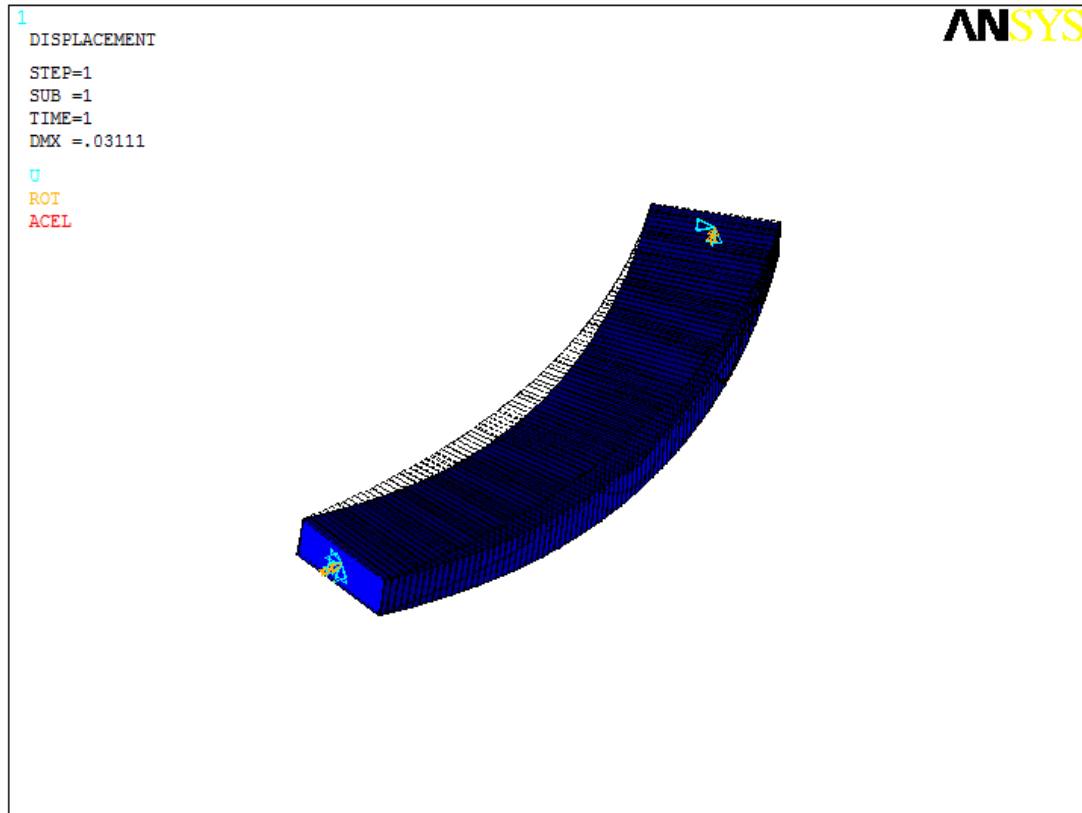 1
DISPLACEMENT
STEP=1
SUB =1
TIME=1
DMX =.03111
U
ROT
ACEL
ANSYS